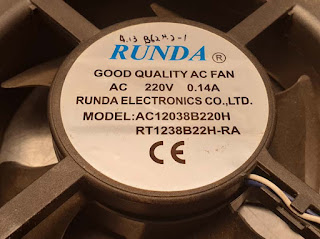 RUNDA ®
GOOD QUALITY AC FAN
AC 220V 0.14A
RUNDA ELECTRONICS CO.,LTD.
MODEL:AC12038B220H
RT1238B22H-RA
CE